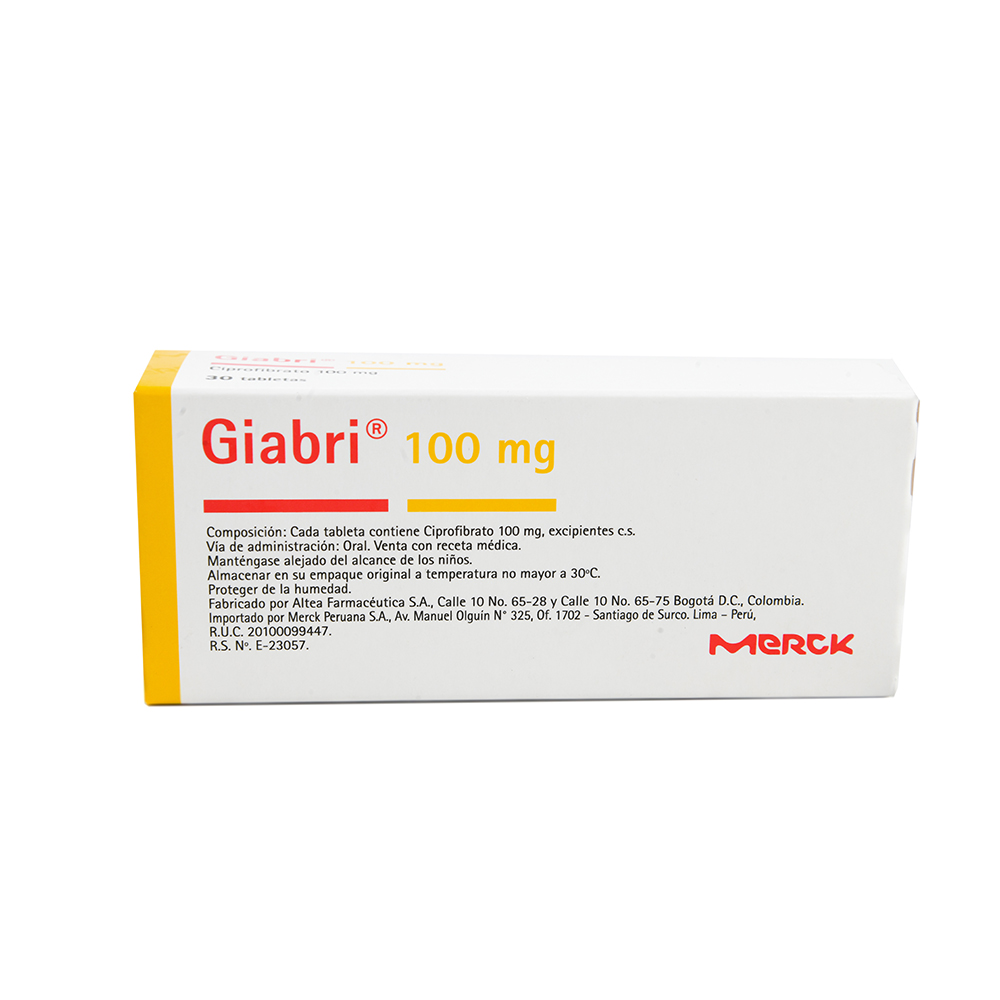 Giabri 100 mg
Ciprofibrato 100 mg
30 tabletas
Giabri® 100 mg
Composición: Cada tableta contiene Ciprofibrato 100 mg, excipientes c.s.
Vía de administración: Oral. Venta con receta médica.
Manténgase alejado del alcance de los niños.
Almacenar en su empaque original a temperatura no mayor a 30ºC.
Proteger de la humedad.
Fabricado por Altea Farmacéutica S.A., Calle 10 No. 65-28 y Calle 10 No. 65-75 Bogotá D.C., Colombia.
Importado por Merck Peruana S.A., Av. Manuel Olguín N° 325, Of. 1702 - Santiago de Surco. Lima – Perú,
R.U.C. 20100099447.
R.S. Nº. E-23057.
MERCK